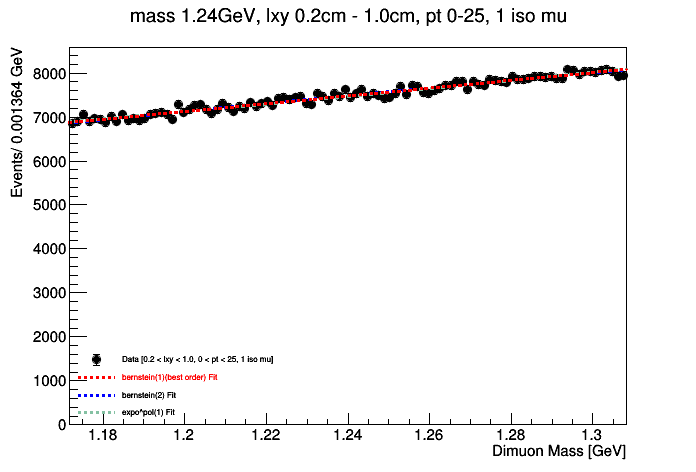 mass 1.24GeV, lxy 0.2cm - 1.0cm, pt 0-25, 1 iso mu
Events/ 0.001364 GeV
8000
7000
6000
5000
4000
3000
2000
1000
0
Data [0.2 < lxy < 1.0, 0 < pt < 25, 1 iso mu]
bernstein(1)(best order) Fit
bernstein(2) Fit
expo^pol(1) Fit
1.18 1.2 1.22 1.24 1.26 1.28 1.3
Dimuon Mass [GeV]